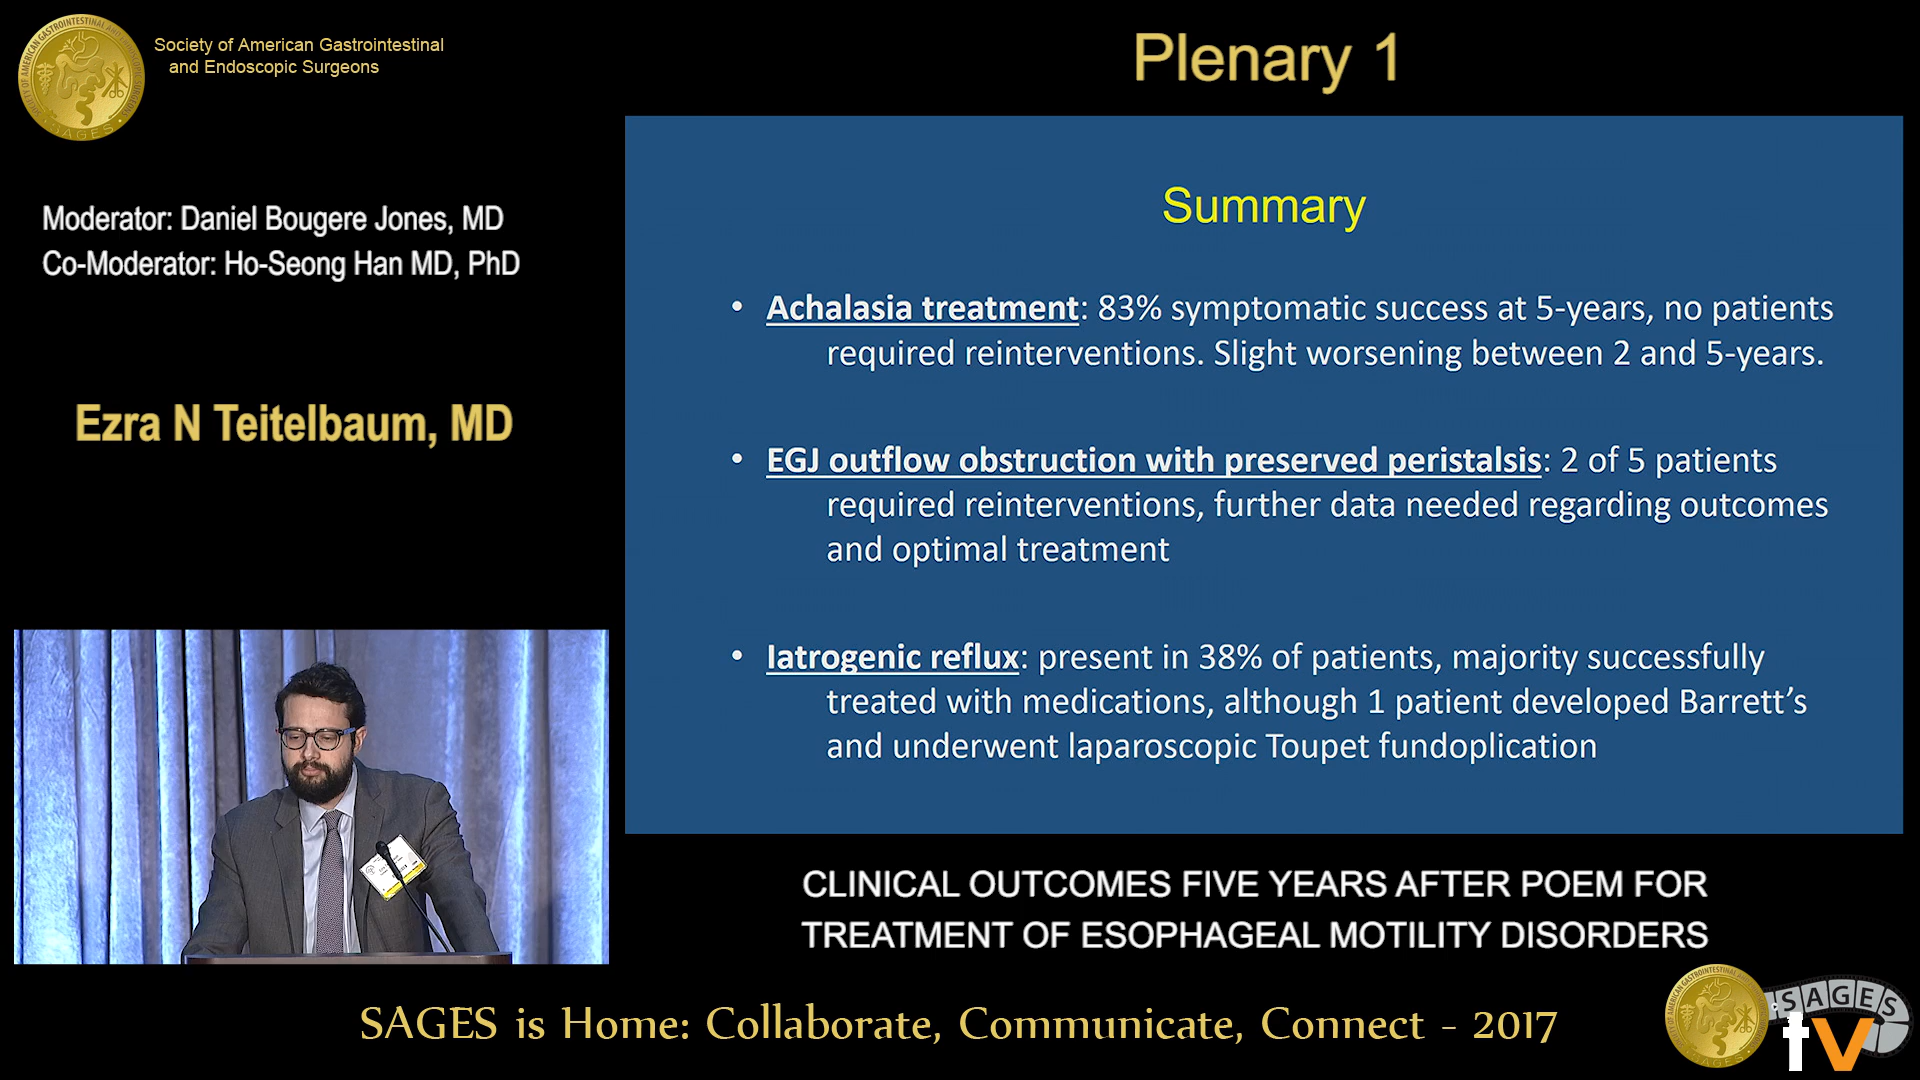 Society of American Gastrointestinal
and Endoscopic Surgeons
Plenary 1
Moderator: Daniel Bougere Jones, MD
Co-Moderator: Ho-Seong Han MD, PhD
Ezra N Teitelbaum, MD
Summary
• Achalasia treatment: 83% symptomatic success at 5-years, no patients
required reinterventions. Slight worsening between 2 and 5-years.
• EGJ outflow obstruction with preserved peristalsis: 2 of 5 patients
required reinterventions, further data needed regarding outcomes
and optimal treatment
• Iatrogenic reflux: present in 38% of patients, majority successfully
treated with medications, although 1 patient developed Barrett’s
and underwent laparoscopic Toupet fundoplication
CLINICAL OUTCOMES FIVE YEARS AFTER POEM FOR
TREATMENT OF ESOPHAGEAL MOTILITY DISORDERS
SAGES is Home: Collaborate, Communicate, Connect - 2017
SAGES
tv